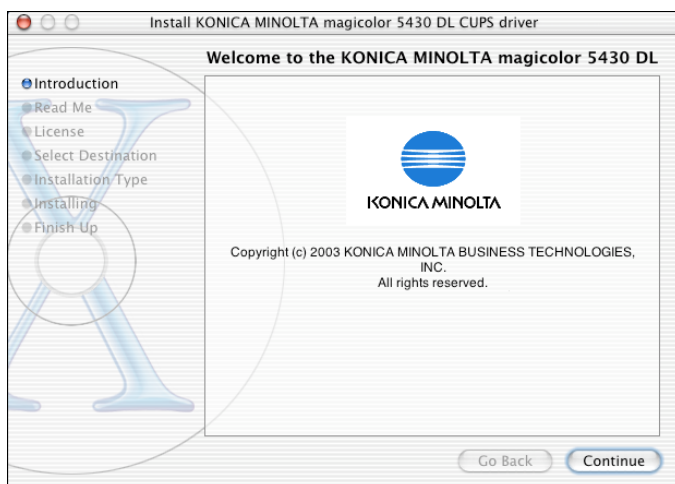 Install KONICA MINOLTA magicolor 5430 DL CUPS driver
Welcome to the KONICA MINOLTA magicolor 5430 DL
Introduction
Read Me
License
Select Destination
Installation Type
Installing
Finish Up
KONICA MINOLTA
Copyright (c) 2003 KONICA MINOLTA BUSINESS TECHNOLOGIES,
INC.
All rights reserved.
Go Back
Continue